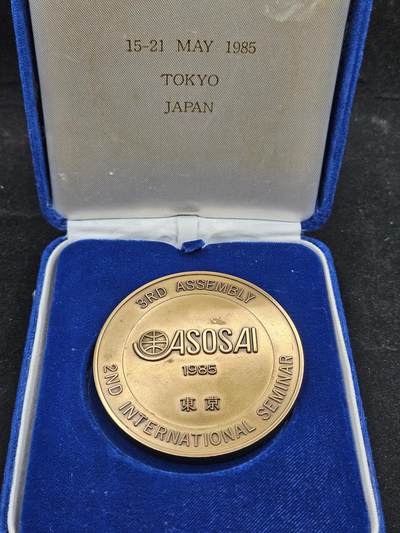 15-21 MAY 1985
TOKYO
JAPAN
3RD ASSEMBLY
ASOSAI
1985
東京
2ND INTERNATIONAL SEMINAR